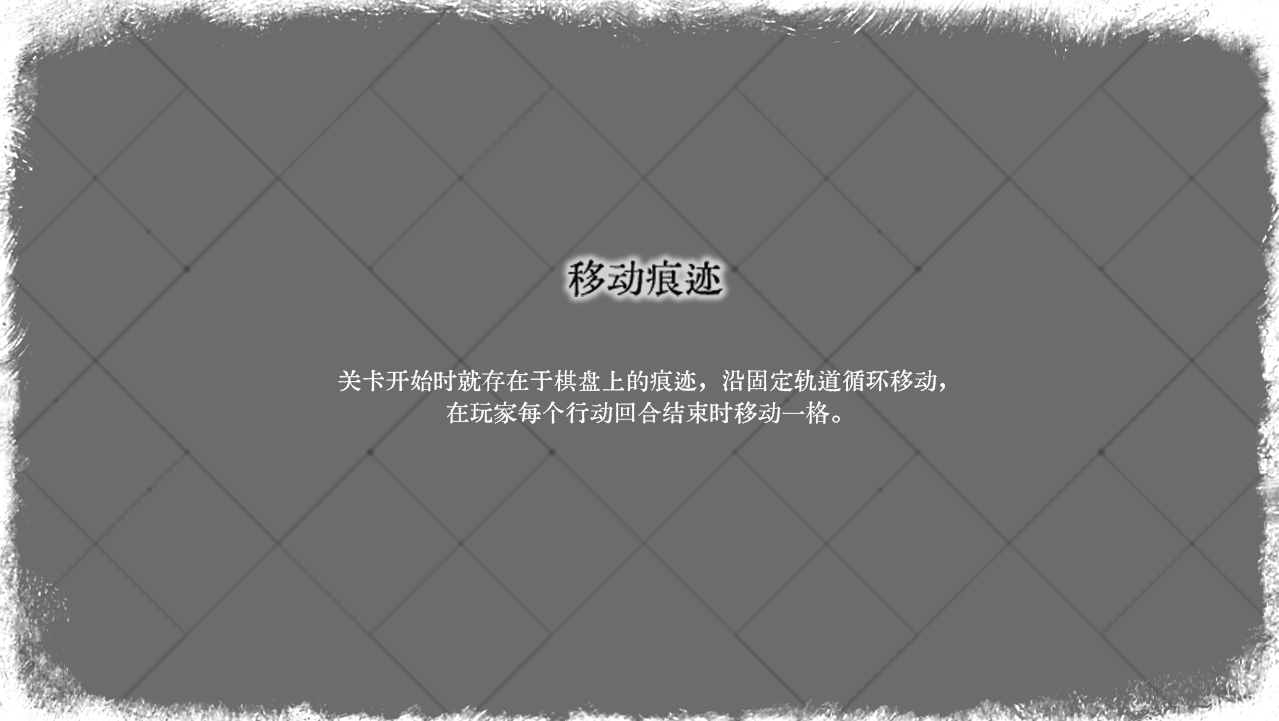 移动痕迹
关卡开始时就存在于棋盘上的痕迹，沿固定轨道循环移动，
在玩家每个行动回合结束时移动一格。